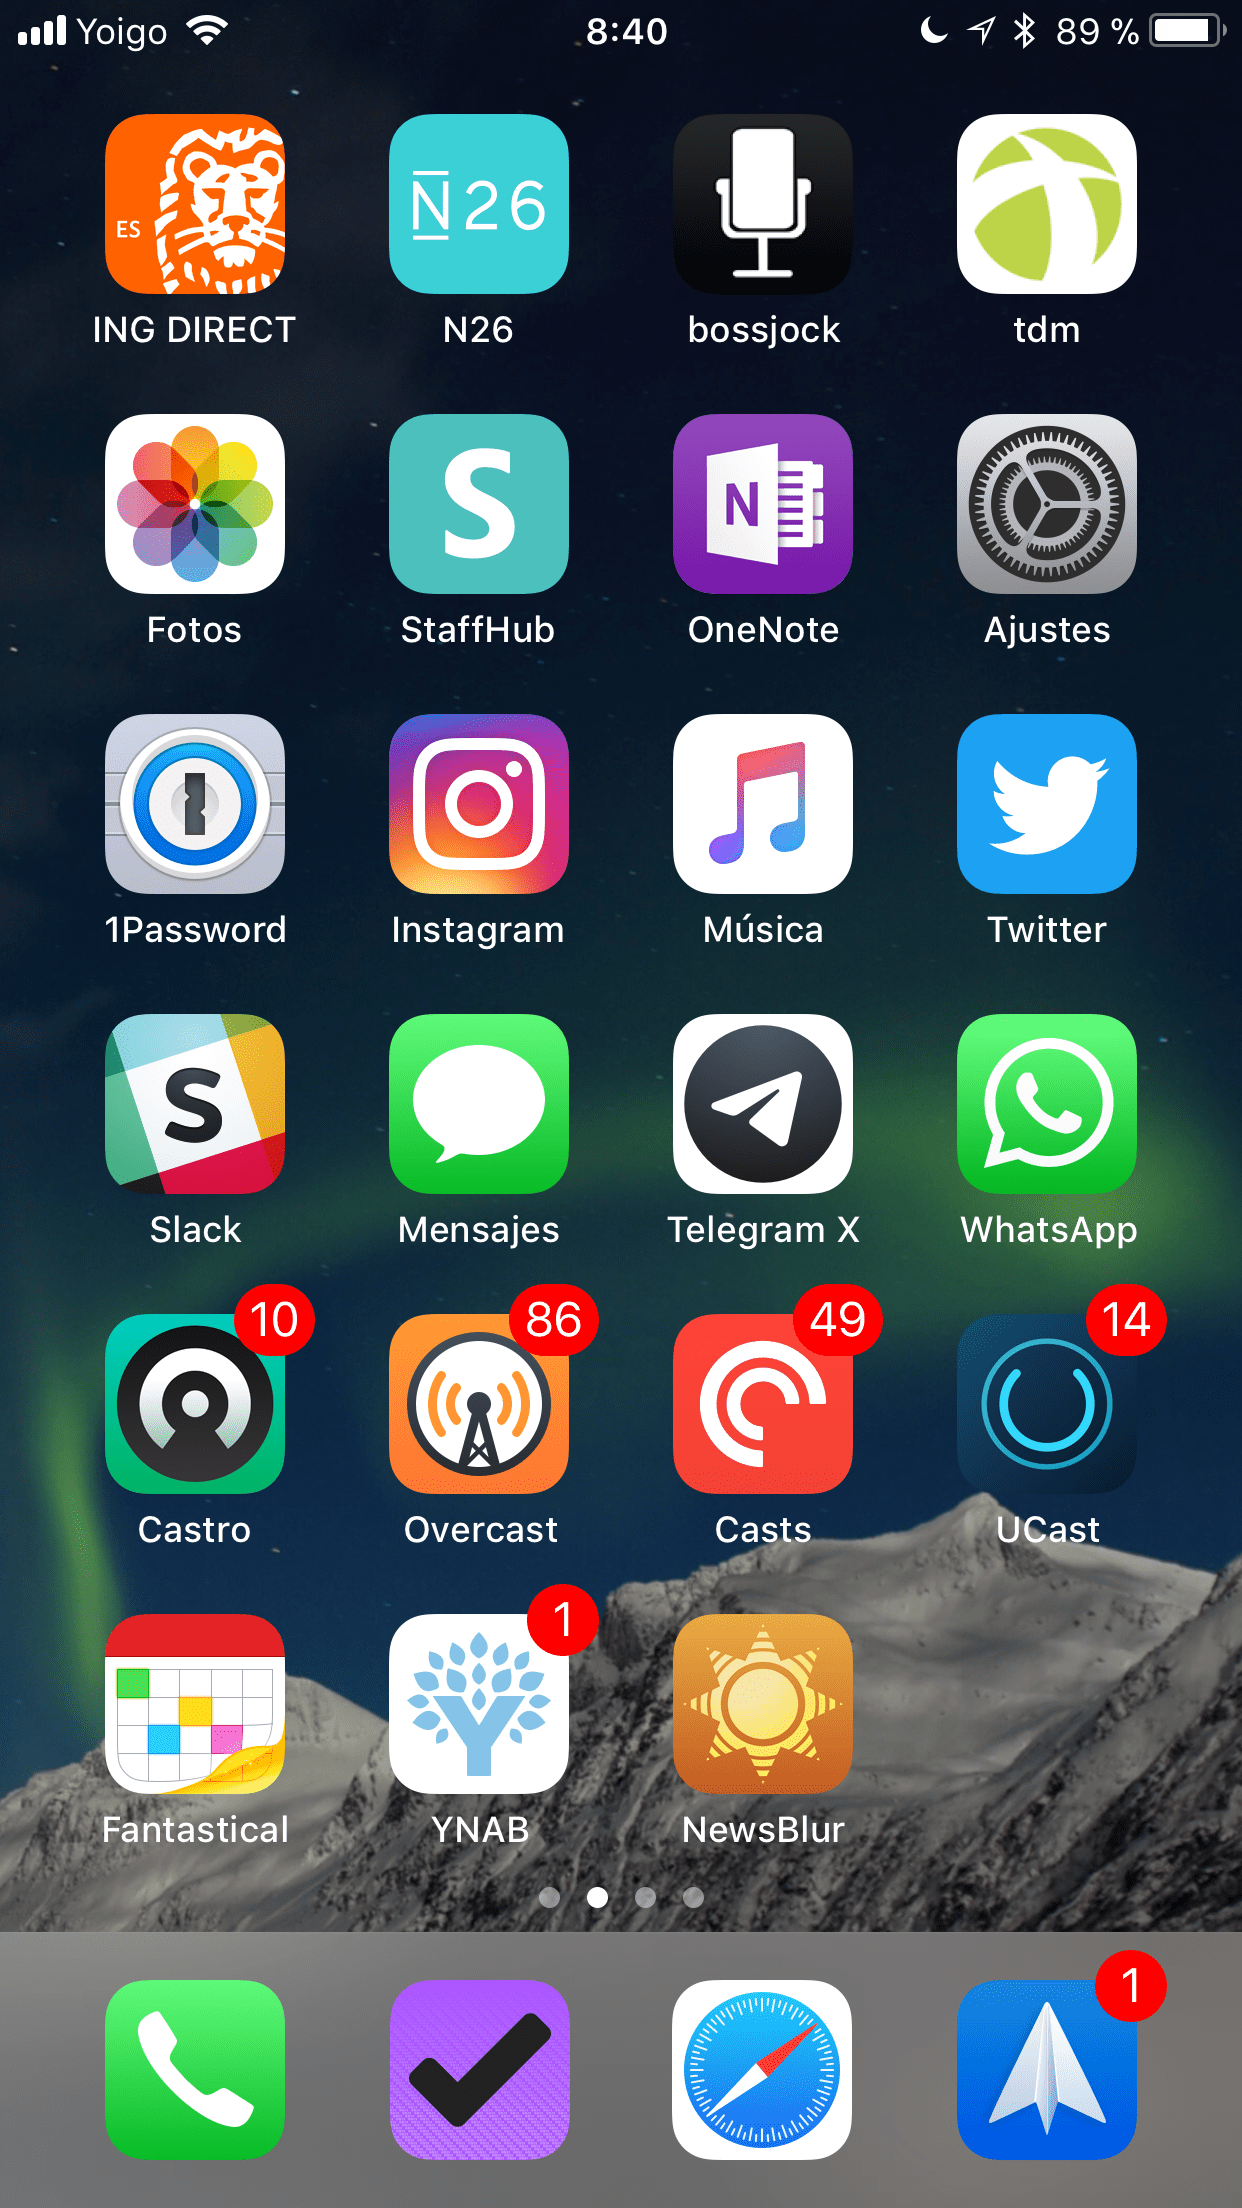 Yoigo 8:40 89 %
ES N26
ING DIRECT N26 bossjock tdm
S N
Fotos StaffHub OneNote Ajustes
1Password Instagram Música Twitter
S
Slack Mensajes Telegram X WhatsApp
10 86 49 14
Castro Overcast Casts UCast
1
Fantastical YNAB NewsBlur
1